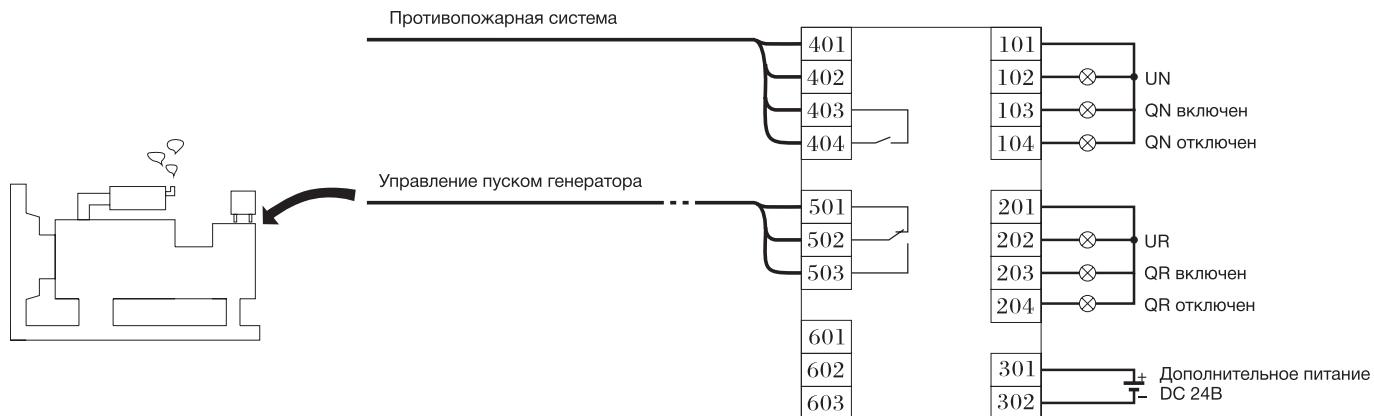 Противопожарная система
401
402
403
404
101
102
103
104
UN
QN включен
QN отключен
Управление пуском генератора
501
502
503
201
202
203
204
UR
QR включен
QR отключен
601
602
603
301
302
+
–
Дополнительное питание
DC 24В